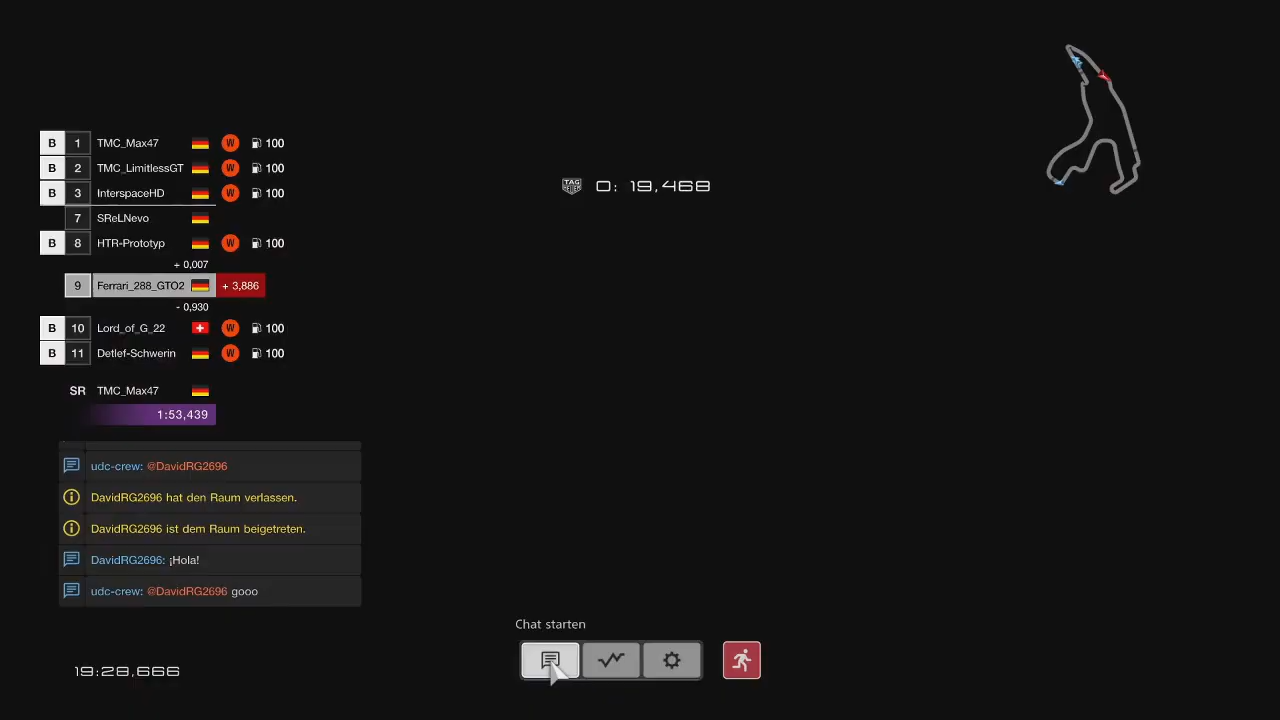 TAG HEUER 0: 19,468
B 1 TMC_Max47 W 100
B 2 TMC_LimitlessGT W 100
B 3 InterspaceHD W 100
7 SReLNevo
B 8 HTR-Prototyp W 100
+ 0,007
9 Ferrari_288_GTO2 + 3,886
- 0,930
B 10 Lord_of_G_22 W 100
B 11 Detlef-Schwerin W 100
SR TMC_Max47
1:53,439
udc-crew: @DavidRG2696
DavidRG2696 hat den Raum verlassen.
DavidRG2696 ist dem Raum beigetreten.
DavidRG2696: ¡Hola!
udc-crew: @DavidRG2696 gooo
Chat starten
19:28,666